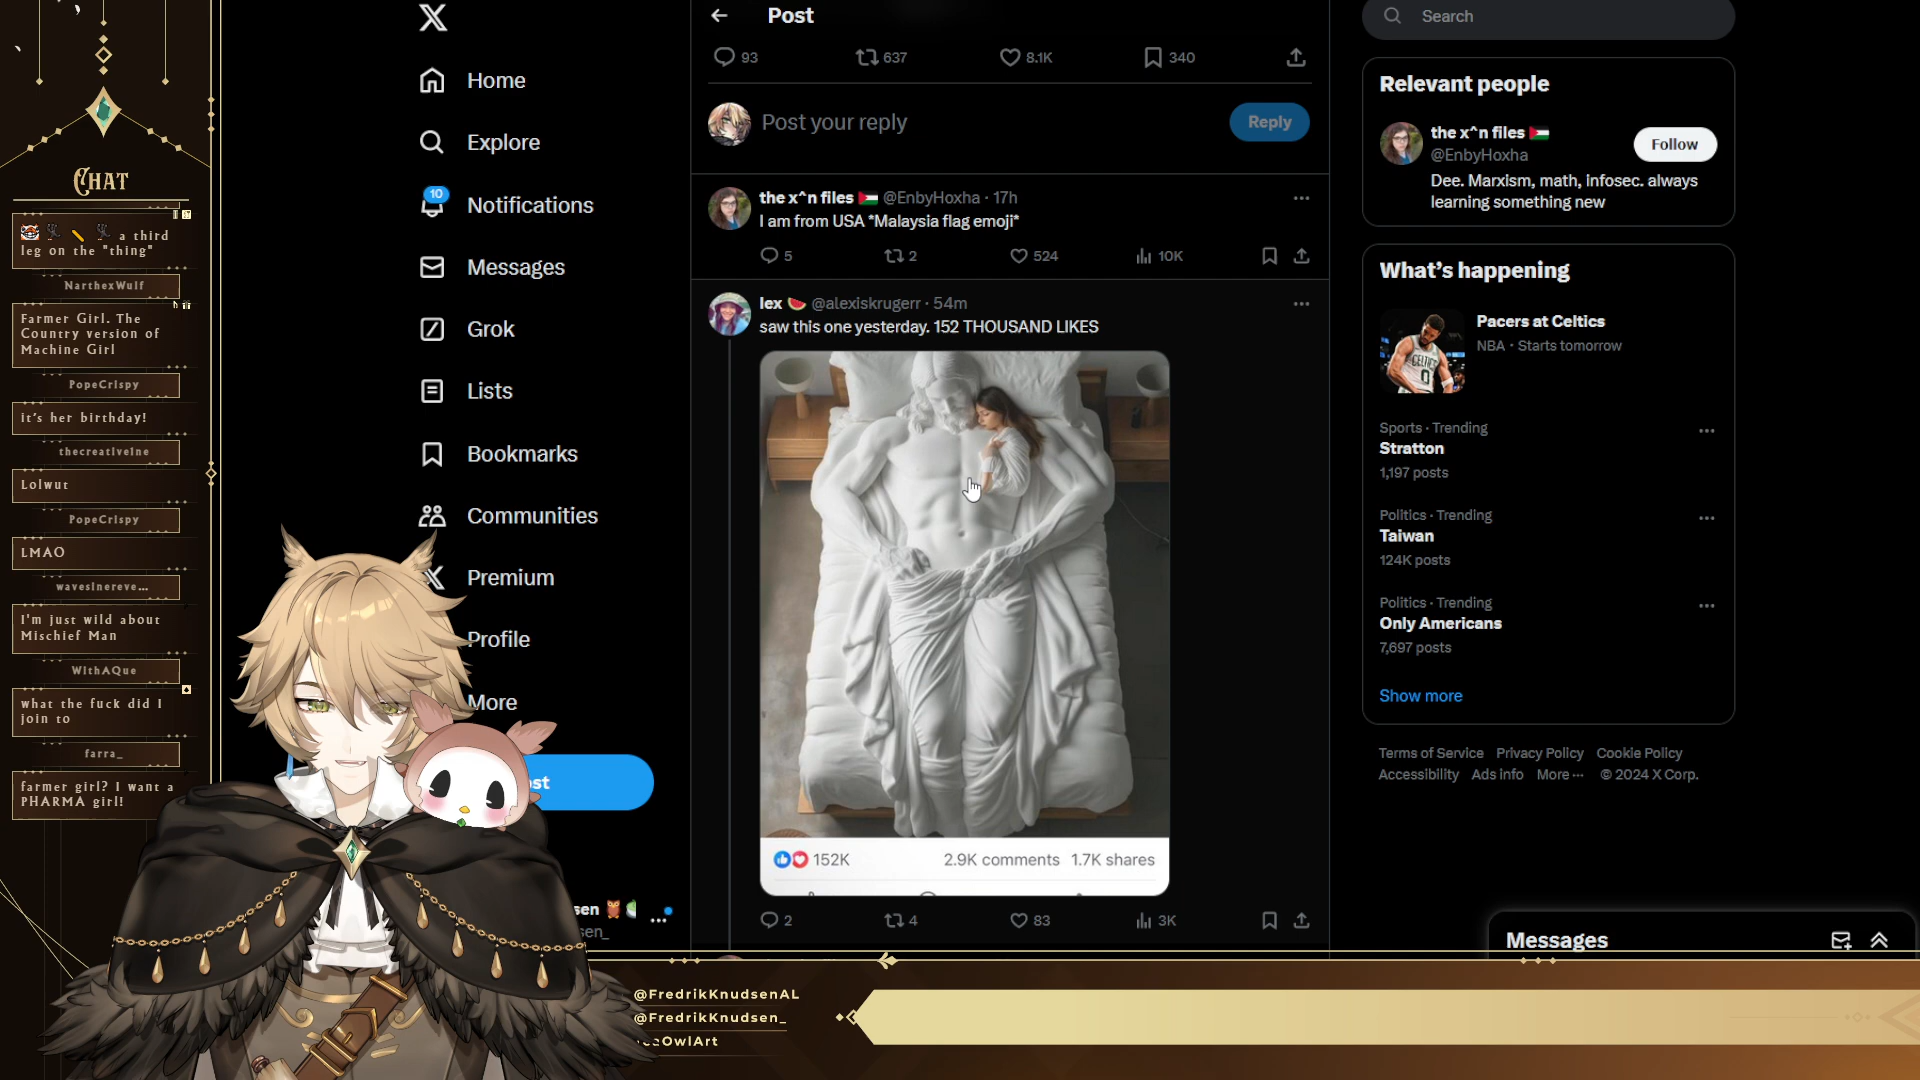 CHAT
a third
leg on the "thing"
NarthexWulf
Farmer Girl. The
Country version of
Machine Girl
PopeCrispy
it's her birthday!
thecreativeine
Lolwut
PopeCrispy
LMAO
wavesinereve...
I'm just wild about
Mischief Man
WithAQue
what the fuck did I
join to
farra_
farmer girl? I want a
PHARMA girl!
Home
Explore
10
Notifications
Messages
Grok
Lists
Bookmarks
Communities
Premium
Profile
More
st
sen
sen_
Post
93 637 8.1K 340
Post your reply
Reply
the x^n files @EnbyHoxha · 17h
I am from USA *Malaysia flag emoji*
5 2 524 10K
lex @alexiskrugerr · 54m
saw this one yesterday. 152 THOUSAND LIKES
152K 2.9K comments 1.7K shares
2 4 83 3K
Search
Relevant people
the x^n files
@EnbyHoxha
Follow
Dee. Marxism, math, infosec. always
learning something new
What's happening
CELTICS
0
Pacers at Celtics
NBA · Starts tomorrow
Sports · Trending
Stratton
1,197 posts
Politics · Trending
Taiwan
124K posts
Politics · Trending
Only Americans
7,697 posts
Show more
Terms of Service Privacy Policy Cookie Policy
Accessibility Ads info More ··· © 2024 X Corp.
Messages
@FredrikKnudsenAL
@FredrikKnudsen_
OwlArt